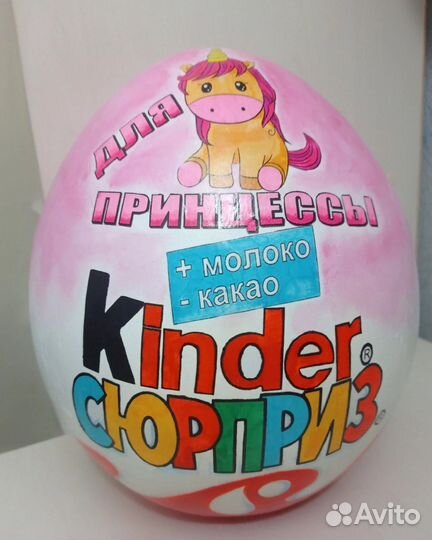 ДЛЯ
ПРИНЦЕССЫ
+ молоко
- какао
Kinder®
СЮРПРИЗ
Avito